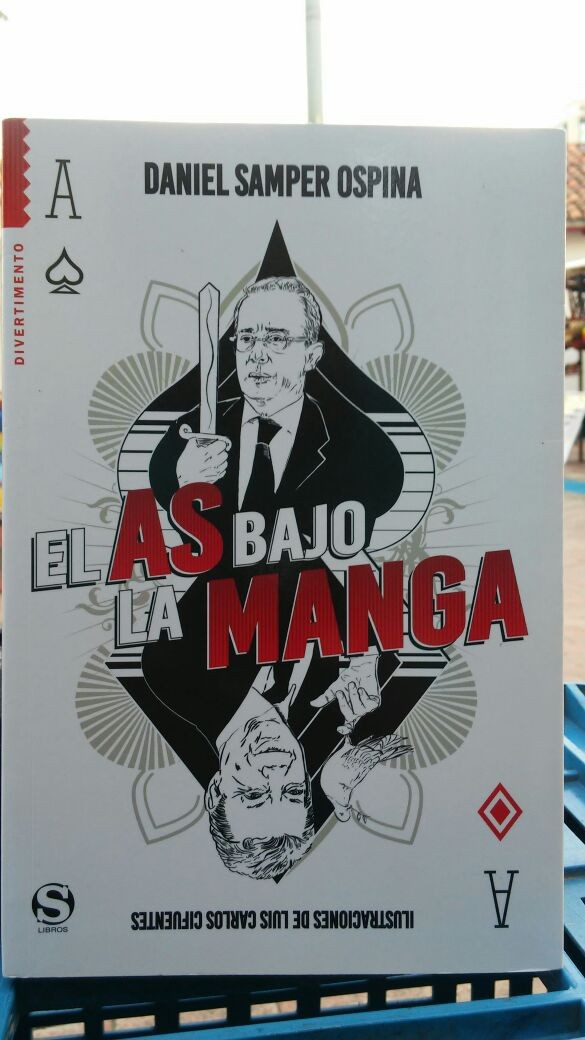 A
DANIEL SAMPER OSPINA
DIVERTIMENTO
EL AS BAJO
LA MANGA
A
ILUSTRACIONES DE LUIS CARLOS CIFUENTES
S
LIBROS